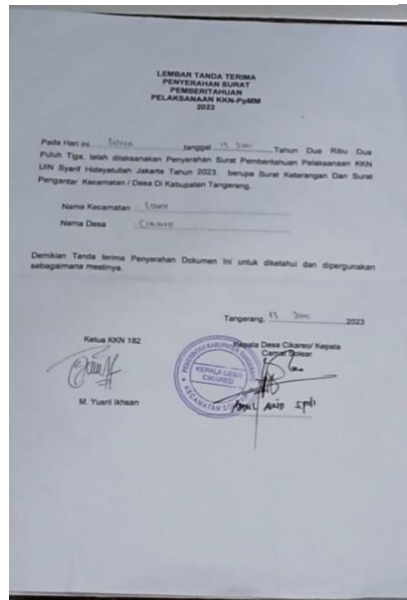 LEMBAR TANDA TERIMA
PENYERAHAN SURAT
PEMBERITAHUAN
PELAKSANAAN KKN-PpMM
2023
Pada Hari ini Selasa tanggal 13 Juni Tahun Dua Ribu Dua
Puluh Tiga, telah dilaksanakan Penyerahan Surat Pemberitahuan Pelaksanaan KKN
UIN Syarif Hidayatullah Jakarta Tahun 2023, berupa Surat Keterangan Dan Surat
Pengantar Kecamatan / Desa Di Kabupaten Tangerang,
Nama Kecamatan :
Nama Desa : Cikareo
Demikian Tanda terima Penyerahan Dokumen Ini untuk diketahui dan dipergunakan
sebagaimana mestinya.
Tangerang, 13 Juni 2023
Ketua KKN 182
Kepala Desa Cikareo/ Kepala
Camat Solear
PEMERINTAH KABUPATEN TANGERANG
KEPALA DESA
CIKAREO
KECAMATAN
M. Yusril Ikhsan